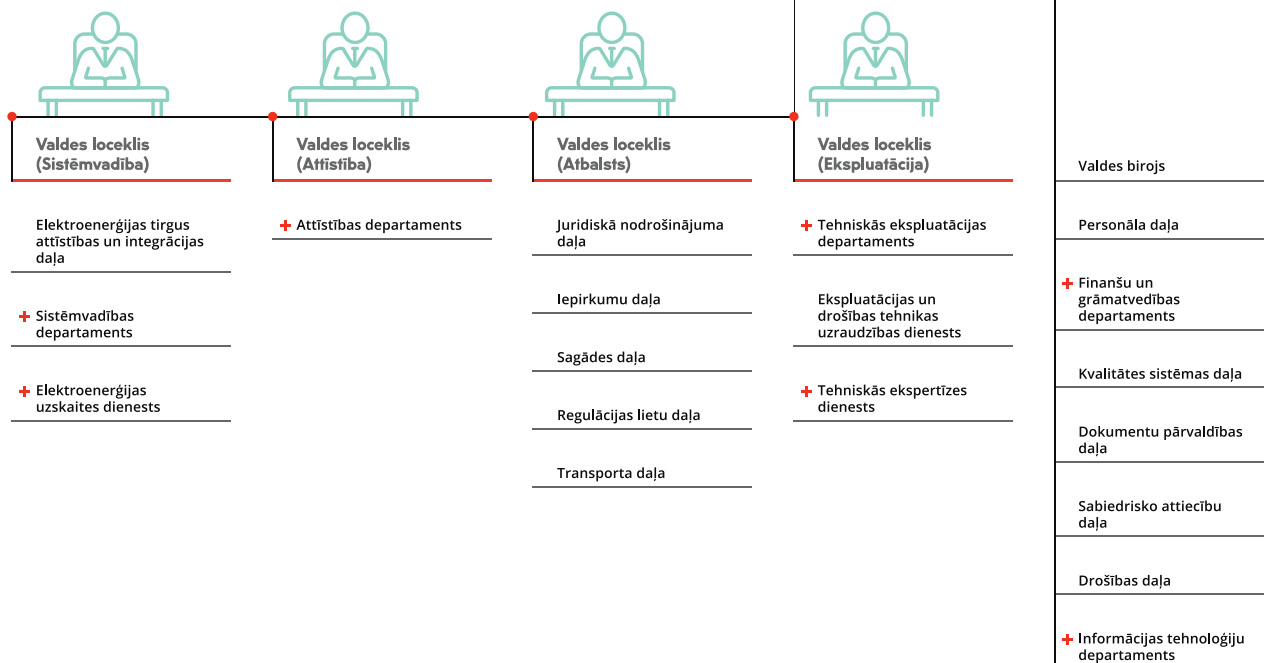 Valdes loceklis
(Sistēmvadība)
Elektroenerģijas tirgus
attīstības un integrācijas
daļa
+ Sistēmvadības
departaments
+ Elektroenerģijas
uzskaites dienests
Valdes loceklis
(Attīstība)
+ Attīstības departaments
Valdes loceklis
(Atbalsts)
Juridiskā nodrošinājuma
daļa
Iepirkumu daļa
Sagādes daļa
Regulācijas lietu daļa
Transporta daļa
Valdes loceklis
(Ekspluatācija)
+ Tehniskās ekspluatācijas
departaments
Ekspluatācijas un
drošības tehnikas
uzraudzības dienests
+ Tehniskās ekspertīzes
dienests
Valdes birojs
Personāla daļa
+ Finanšu un
grāmatvedības
departaments
Kvalitātes sistēmas daļa
Dokumentu pārvaldības
daļa
Sabiedrisko attiecību
daļa
Drošības daļa
+ Informācijas tehnoloģiju
departaments